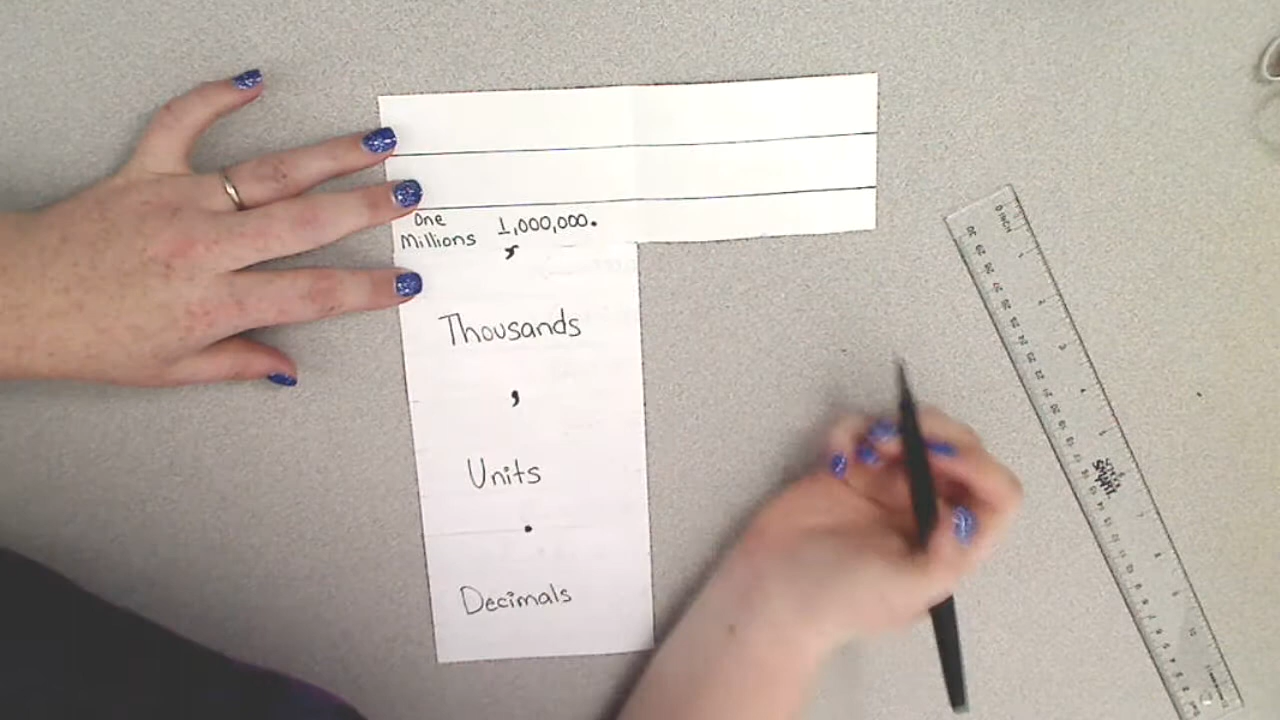 One
Millions 1,000,000.
,
Thousands
,
Units
.
Decimals